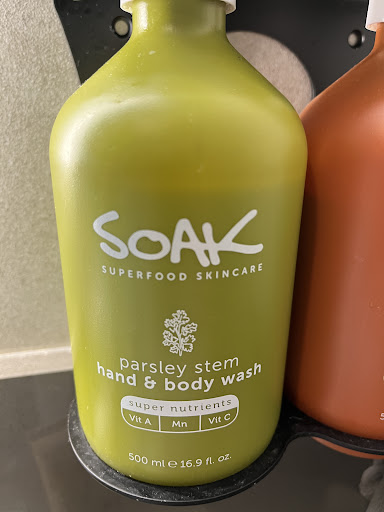 SOAK
SUPERFOOD SKINCARE
parsley stem
hand & body wash
super nutrients
Vit A Mn Vit C
500 ml e 16.9 fl. oz.